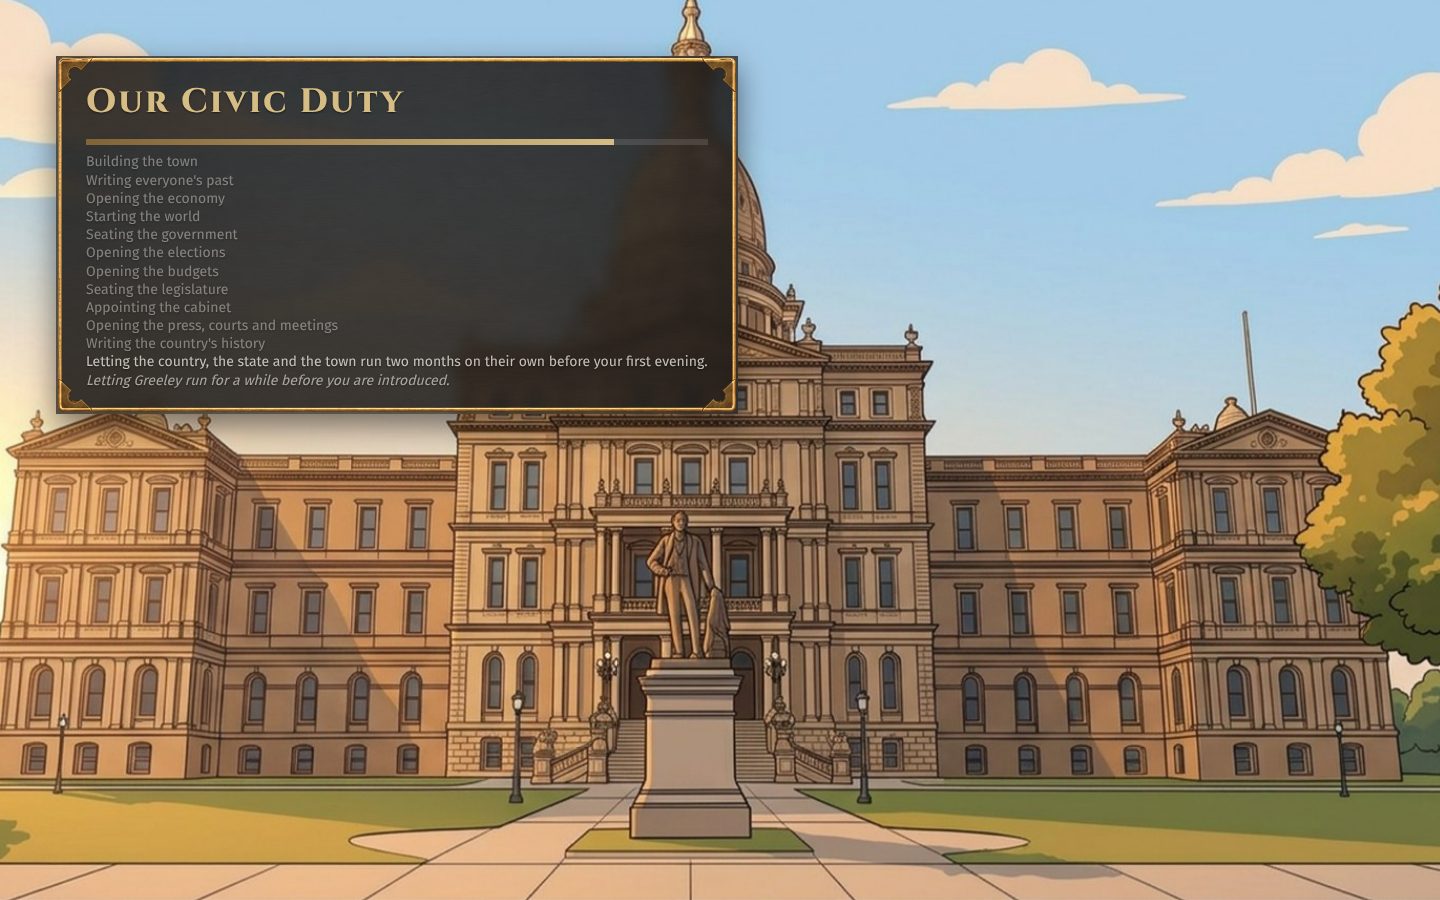 Our Civic Duty
Building the town
Writing everyone's past
Opening the economy
Starting the world
Seating the government
Opening the elections
Opening the budgets
Seating the legislature
Appointing the cabinet
Opening the press, courts and meetings
Writing the country's history
Letting the country, the state and the town run two months on their own before your first evening.
Letting Greeley run for a while before you are introduced.